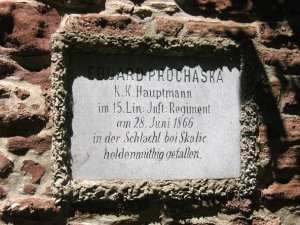 EDUARD PROCHASKA
K. K. Hauptmann
im 15. Lin: Jnft: Regiment
am 28. Juni 1866
in der Schlacht bei Skalic
heldenmüthig gefallen.